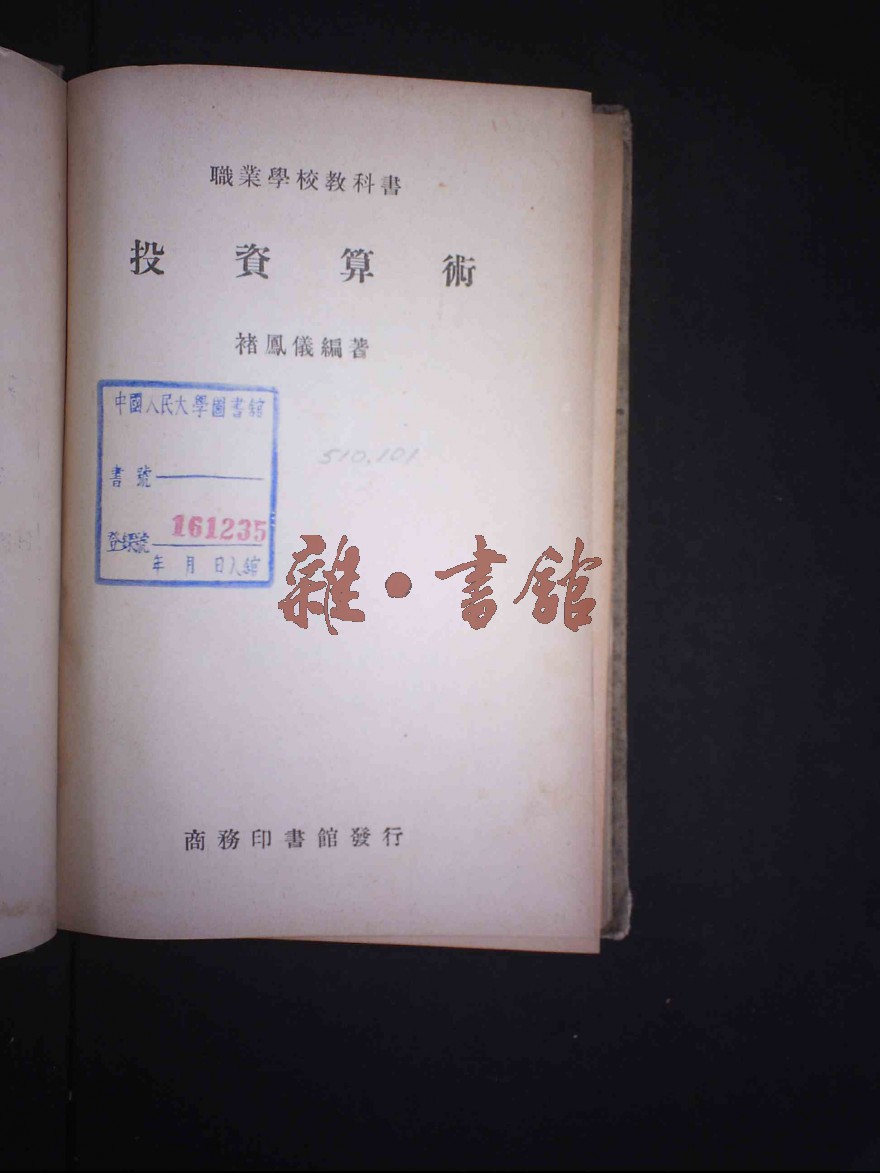 職業學校教科書
投資算術
褚鳳儀編著
中國人民大學圖書館
書號
登錄號 161235
年 月 日入館
510.101
雜·書館
商務印書館發行